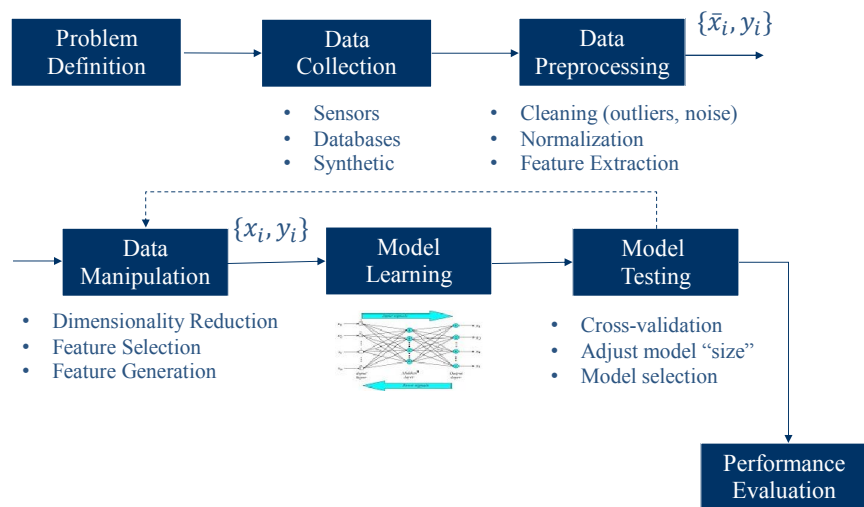 Problem
Definition
Data
Collection
Data
Preprocessing
{x̄ᵢ, yᵢ}
• Sensors
• Databases
• Synthetic
• Cleaning (outliers, noise)
• Normalization
• Feature Extraction
Data
Manipulation
{xᵢ, yᵢ}
Model
Learning
Model
Testing
• Dimensionality Reduction
• Feature Selection
• Feature Generation
• Cross-validation
• Adjust model “size”
• Model selection
Performance
Evaluation